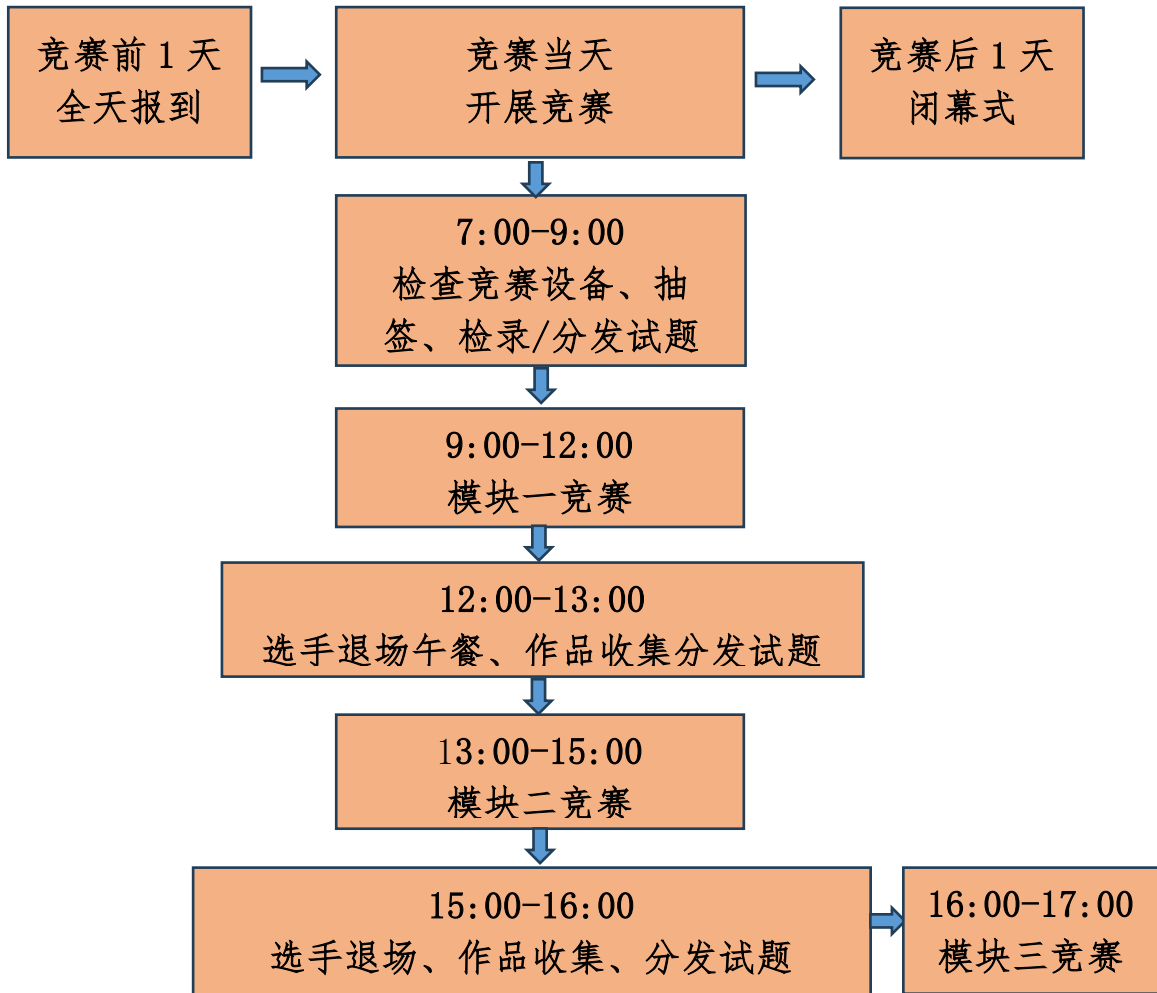 竞赛前 1 天
全天报到
竞赛当天
开展竞赛
竞赛后 1 天
闭幕式
7:00-9:00
检查竞赛设备、抽
签、检录/分发试题
9:00-12:00
模块一竞赛
12:00-13:00
选手退场午餐、作品收集分发试题
13:00-15:00
模块二竞赛
15:00-16:00
选手退场、作品收集、分发试题
16:00-17:00
模块三竞赛